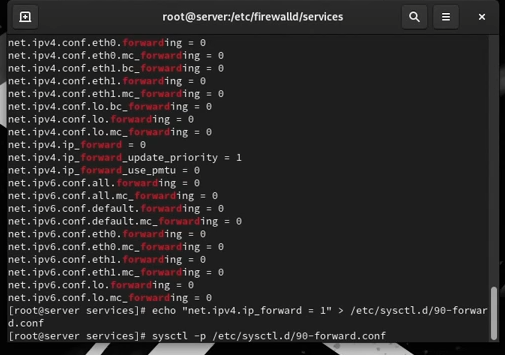 root@server:/etc/firewalld/services
net.ipv4.conf.eth0.forwarding = 0
net.ipv4.conf.eth0.mc_forwarding = 0
net.ipv4.conf.eth1.bc_forwarding = 0
net.ipv4.conf.eth1.forwarding = 0
net.ipv4.conf.eth1.mc_forwarding = 0
net.ipv4.conf.lo.bc_forwarding = 0
net.ipv4.conf.lo.forwarding = 0
net.ipv4.conf.lo.mc_forwarding = 0
net.ipv4.ip_forward = 0
net.ipv4.ip_forward_update_priority = 1
net.ipv4.ip_forward_use_pmtu = 0
net.ipv6.conf.all.forwarding = 0
net.ipv6.conf.all.mc_forwarding = 0
net.ipv6.conf.default.forwarding = 0
net.ipv6.conf.default.mc_forwarding = 0
net.ipv6.conf.eth0.forwarding = 0
net.ipv6.conf.eth0.mc_forwarding = 0
net.ipv6.conf.eth1.forwarding = 0
net.ipv6.conf.eth1.mc_forwarding = 0
net.ipv6.conf.lo.forwarding = 0
net.ipv6.conf.lo.mc_forwarding = 0
[root@server services]# echo "net.ipv4.ip_forward = 1" > /etc/sysctl.d/90-forwar
d.conf
[root@server services]# sysctl -p /etc/sysctl.d/90-forward.conf